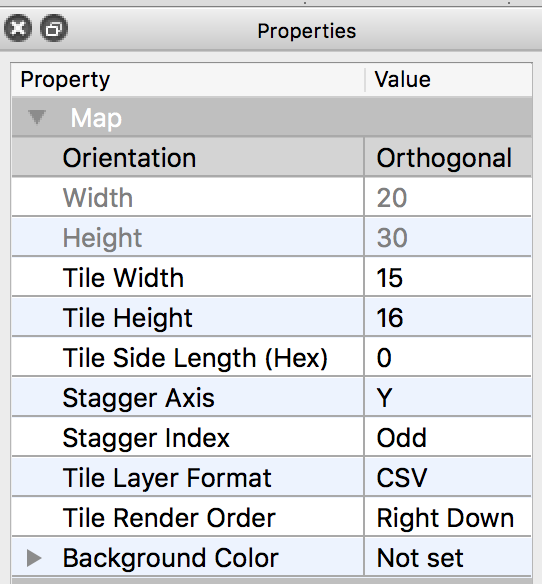 Properties
Property Value
Map
Orientation Orthogonal
Width 20
Height 30
Tile Width 15
Tile Height 16
Tile Side Length (Hex) 0
Stagger Axis Y
Stagger Index Odd
Tile Layer Format CSV
Tile Render Order Right Down
Background Color Not set